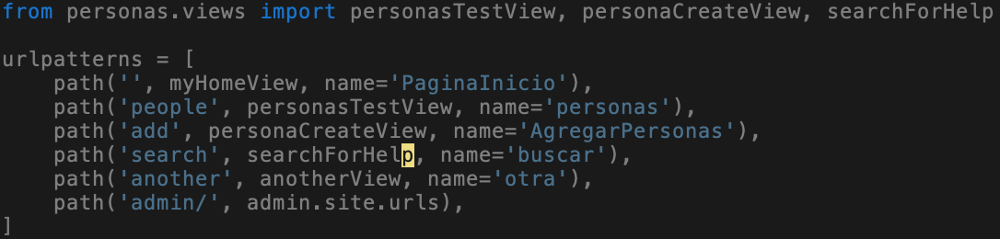 from personas.views import personasTestView, personaCreateView, searchForHelp
urlpatterns = [
path('', myHomeView, name='PaginaInicio'),
path('people', personasTestView, name='personas'),
path('add', personaCreateView, name='AgregarPersonas'),
path('search', searchForHelp, name='buscar'),
path('another', anotherView, name='otra'),
path('admin/', admin.site.urls),
]